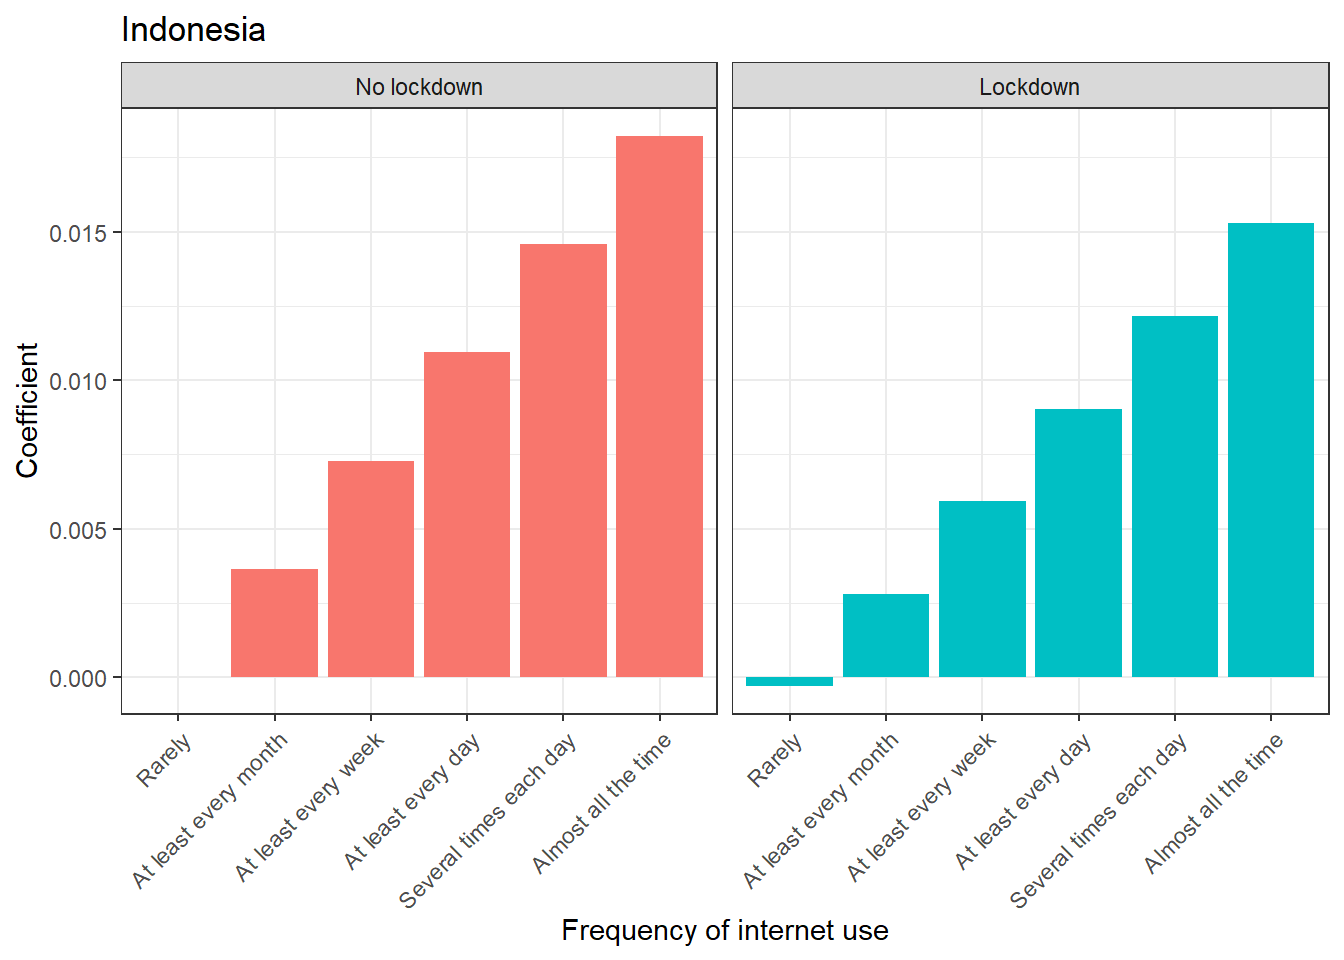 Indonesia
No lockdown
Lockdown
Coefficient
0.015
0.010
0.005
0.000
Rarely
At least every month
At least every week
At least every day
Several times each day
Almost all the time
Rarely
At least every month
At least every week
At least every day
Several times each day
Almost all the time
Frequency of internet use